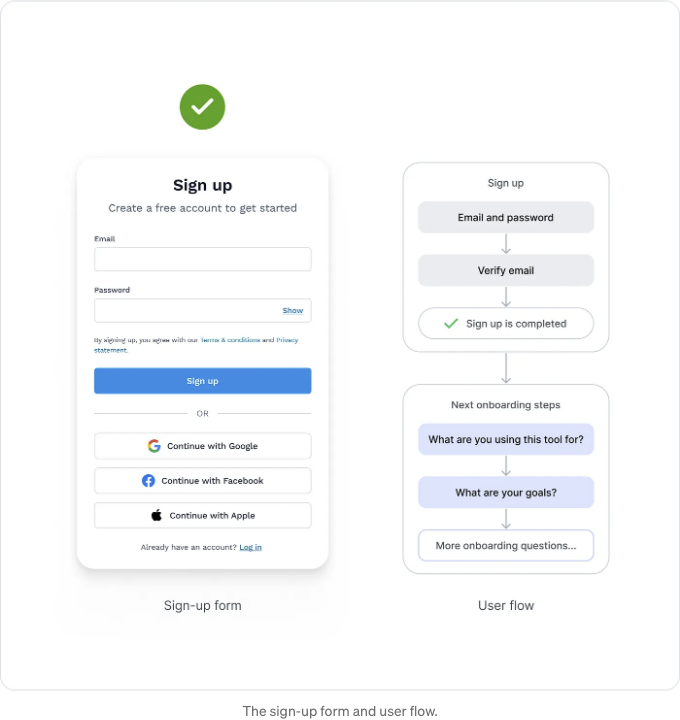 Sign up
Create a free account to get started
Email
Password
Show
By signing up, you agree with our Terms & conditions and Privacy
statement.
Sign up
OR
Continue with Google
Continue with Facebook
Continue with Apple
Already have an account? Log in
Sign-up form
Sign up
Email and password
Verify email
Sign up is completed
Next onboarding steps
What are you using this tool for?
What are your goals?
More onboarding questions...
User flow
The sign-up form and user flow.